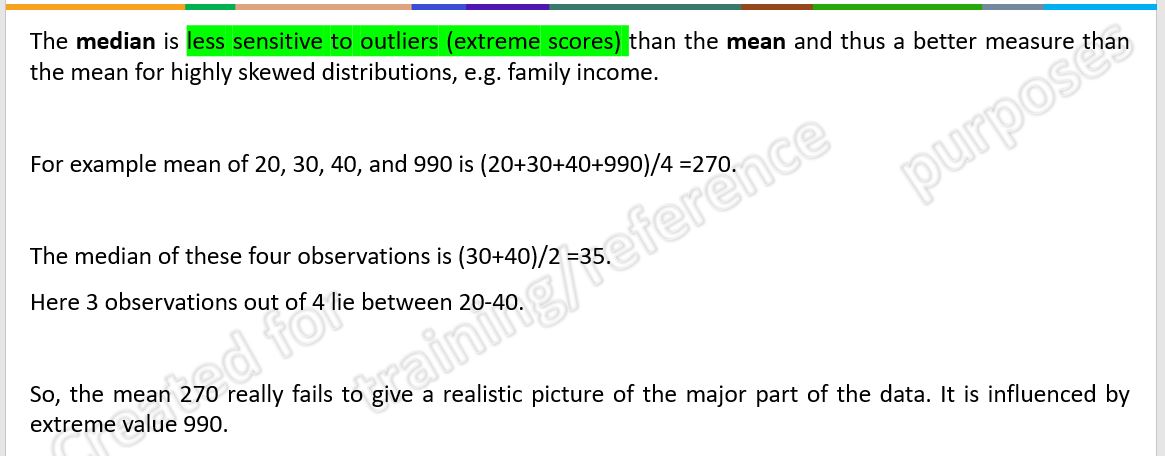 The median is less sensitive to outliers (extreme scores) than the mean and thus a better measure than
the mean for highly skewed distributions, e.g. family income.
For example mean of 20, 30, 40, and 990 is (20+30+40+990)/4 =270.
The median of these four observations is (30+40)/2 =35.
Here 3 observations out of 4 lie between 20-40.
So, the mean 270 really fails to give a realistic picture of the major part of the data. It is influenced by
extreme value 990.
Created for training/reference purposes